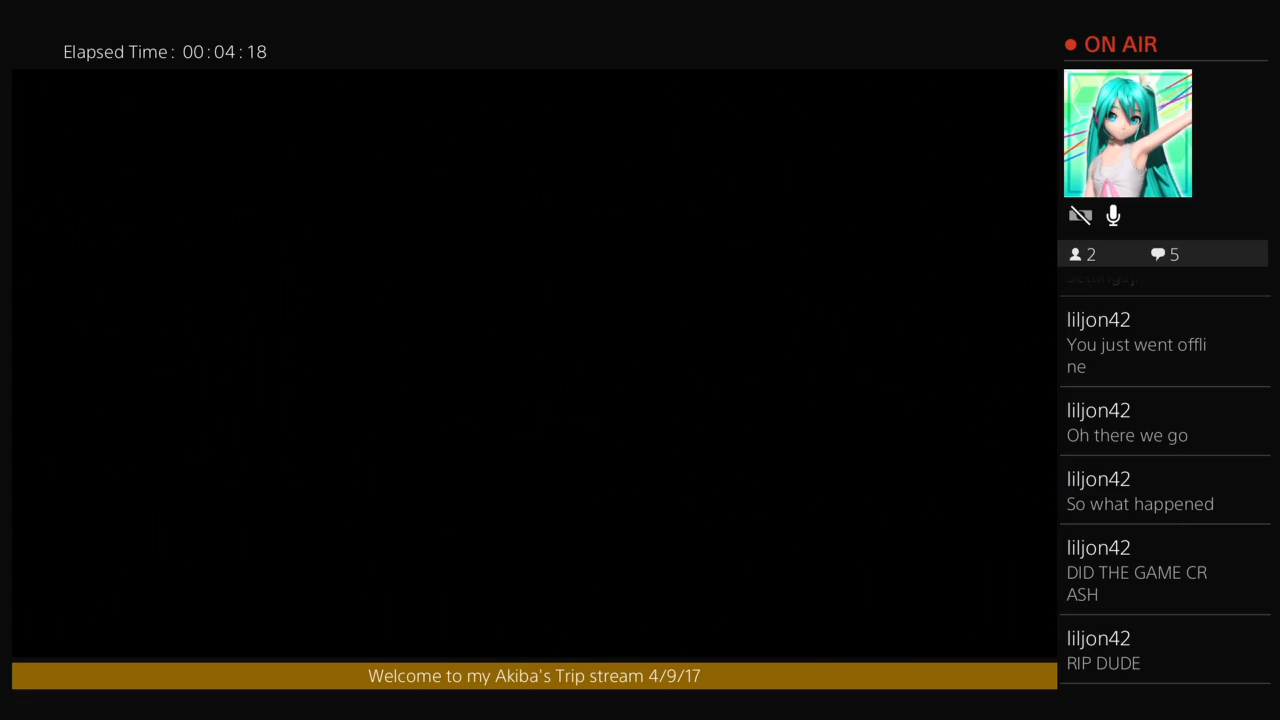 Elapsed Time: 00:04:18
ON AIR
2 5
liljon42
You just went offli
ne
liljon42
Oh there we go
liljon42
So what happened
liljon42
DID THE GAME CR
ASH
liljon42
RIP DUDE
Welcome to my Akiba's Trip stream 4/9/17